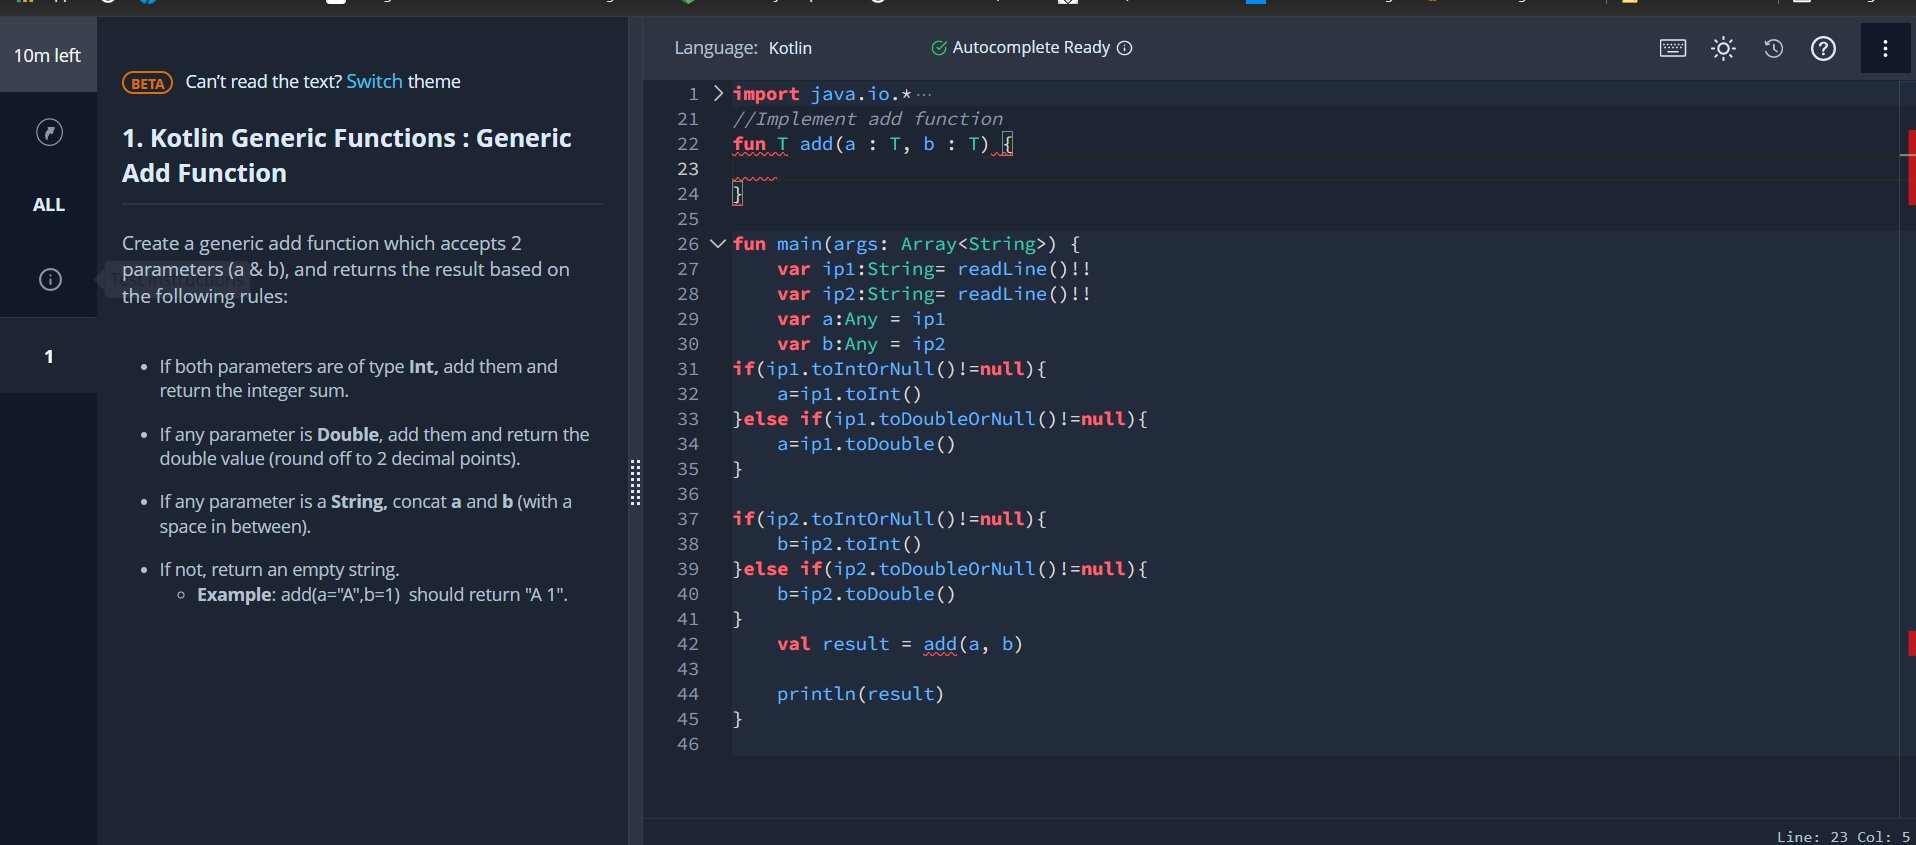 10m left
BETA Can't read the text? Switch theme
1. Kotlin Generic Functions : Generic
Add Function
ALL
Create a generic add function which accepts 2
parameters (a & b), and returns the result based on
the following rules:
1
If both parameters are of type Int, add them and
return the integer sum.
If any parameter is Double, add them and return the
double value (round off to 2 decimal points).
If any parameter is a String, concat a and b (with a
space in between).
If not, return an empty string.
Example: add(a="A",b=1) should return "A 1".
Language: Kotlin
Autocomplete Ready
1 import java.io.*
21 //Implement add function
22 fun T add(a : T, b : T) {
23
24 }
25
26 fun main(args: Array<String>) {
27 var ip1:String= readLine()!!
28 var ip2:String= readLine()!!
29 var a:Any = ip1
30 var b:Any = ip2
31 if(ip1.toIntOrNull()!=null){
32 a=ip1.toInt()
33 }else if(ip1.toDoubleOrNull()!=null){
34 a=ip1.toDouble()
35 }
36
37 if(ip2.toIntOrNull()!=null){
38 b=ip2.toInt()
39 }else if(ip2.toDoubleOrNull()!=null){
40 b=ip2.toDouble()
41 }
42 val result = add(a, b)
43
44 println(result)
45 }
46
Line: 23 Col: 5